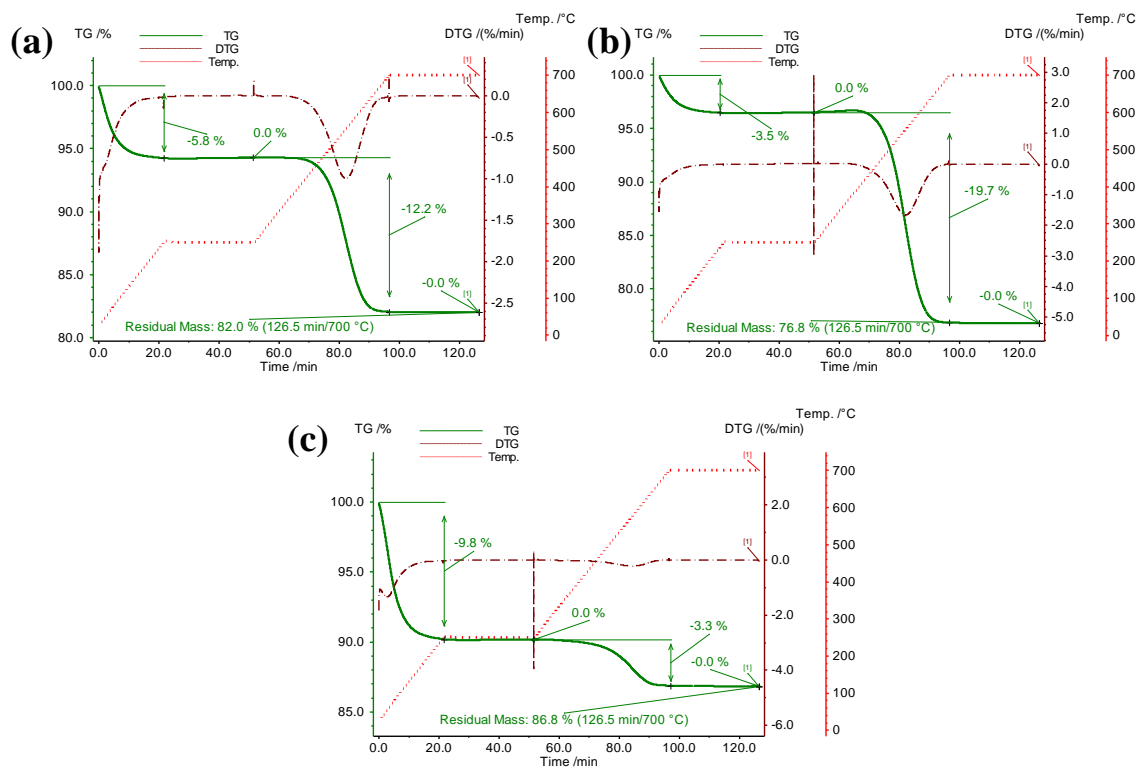 (a)
TG /%
TG
DTG
Temp.
Temp. /°C
DTG /(%/min)
[1]
[1]
100.0
95.0
90.0
85.0
80.0
-5.8 %
0.0 %
-12.2 %
-0.0 %
[1]
Residual Mass: 82.0 % (126.5 min/700 °C)
0.0
-0.5
-1.0
-1.5
-2.0
-2.5
700
600
500
400
300
200
100
0
0.0 20.0 40.0 60.0 80.0 100.0 120.0
Time /min
(b)
TG /%
TG
DTG
Temp.
Temp. /°C
DTG /(%/min)
[1]
[1]
100.0
95.0
90.0
85.0
80.0
-3.5 %
0.0 %
-19.7 %
-0.0 %
[1]
Residual Mass: 76.8 % (126.5 min/700 °C)
3.0
2.0
1.0
0.0
-1.0
-2.0
-3.0
-4.0
-5.0
700
600
500
400
300
200
100
0
0.0 20.0 40.0 60.0 80.0 100.0 120.0
Time /min
(c)
TG /%
TG
DTG
Temp.
Temp. /°C
DTG /(%/min)
[1]
[1]
100.0
95.0
90.0
85.0
-9.8 %
0.0 %
-3.3 %
-0.0 %
[1]
Residual Mass: 86.8 % (126.5 min/700 °C)
2.0
0.0
-2.0
-4.0
-6.0
700
600
500
400
300
200
100
0
0.0 20.0 40.0 60.0 80.0 100.0 120.0
Time /min